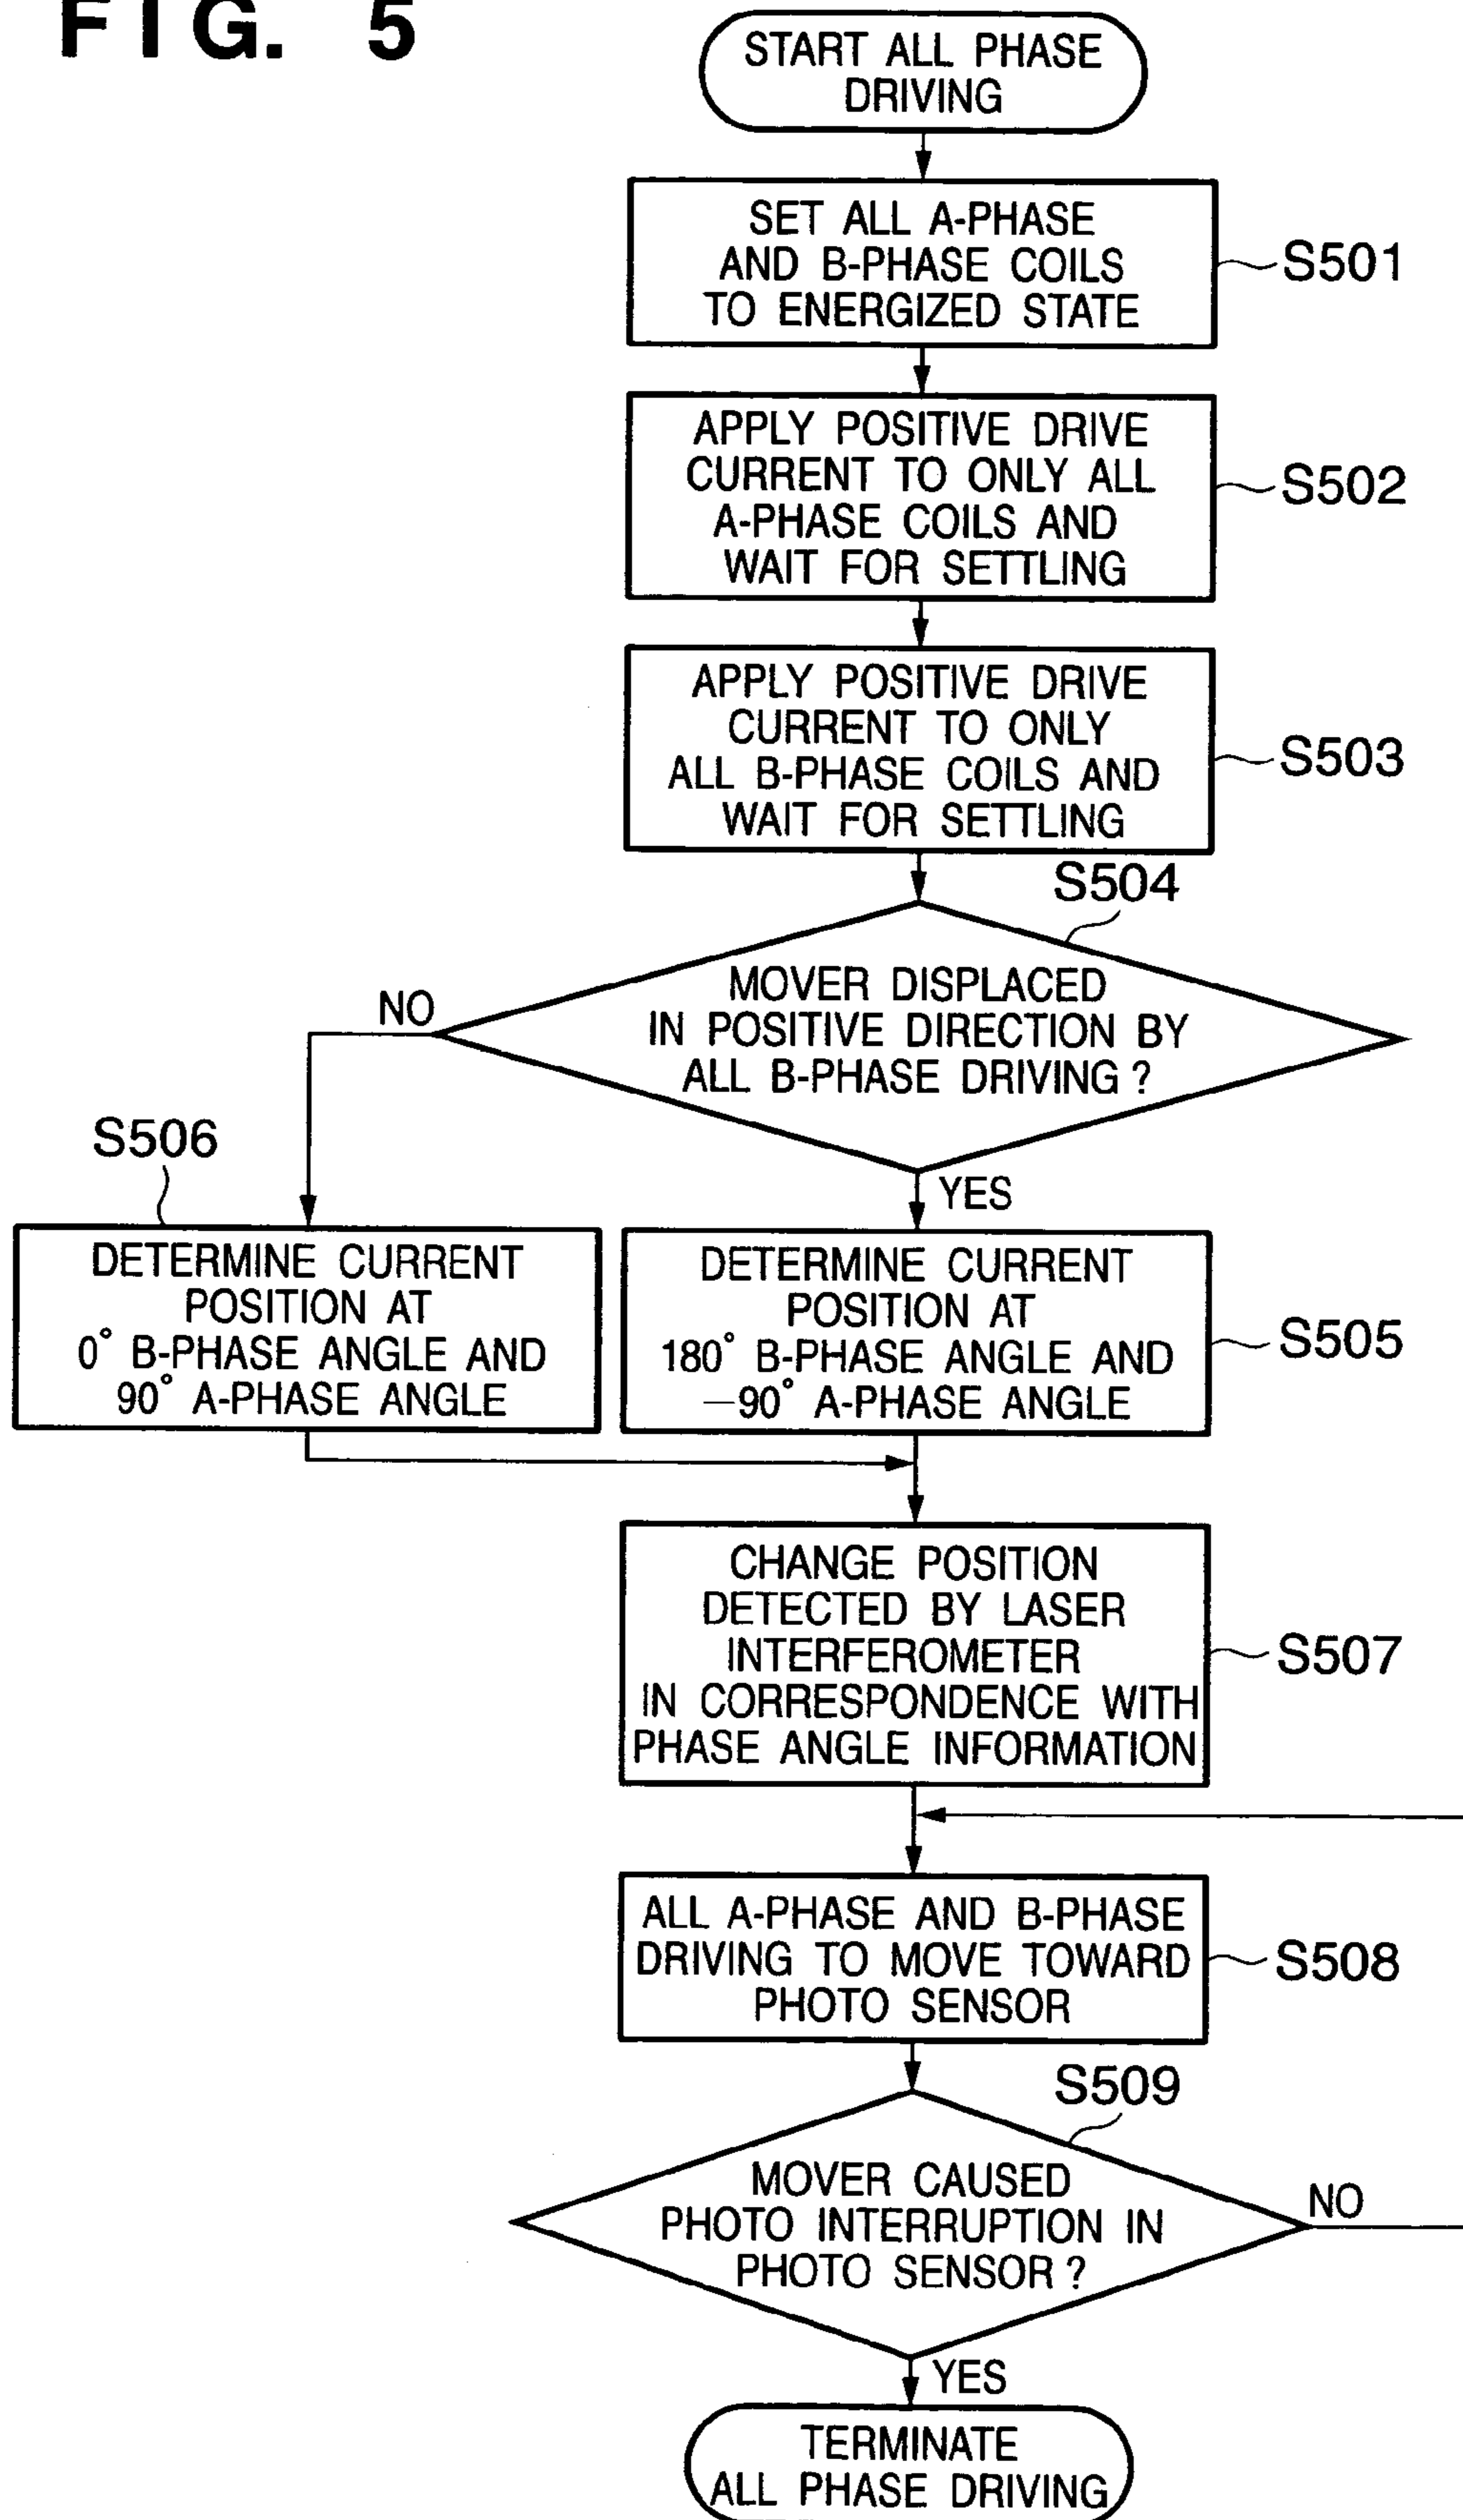 FIG. 5
START ALL PHASE
DRIVING
SET ALL A-PHASE
AND B-PHASE COILS
TO ENERGIZED STATE
S501
APPLY POSITIVE DRIVE
CURRENT TO ONLY ALL
A-PHASE COILS AND
WAIT FOR SETTLING
S502
APPLY POSITIVE DRIVE
CURRENT TO ONLY
ALL B-PHASE COILS AND
WAIT FOR SETTLING
S503
S504
MOVER DISPLACED
IN POSITIVE DIRECTION BY
ALL B-PHASE DRIVING ?
NO
YES
S506
DETERMINE CURRENT
POSITION AT
0° B-PHASE ANGLE AND
90° A-PHASE ANGLE
DETERMINE CURRENT
POSITION AT
180° B-PHASE ANGLE AND
—90° A-PHASE ANGLE
S505
CHANGE POSITION
DETECTED BY LASER
INTERFEROMETER
IN CORRESPONDENCE WITH
PHASE ANGLE INFORMATION
S507
ALL A-PHASE AND B-PHASE
DRIVING TO MOVE TOWARD
PHOTO SENSOR
S508
S509
MOVER CAUSED
PHOTO INTERRUPTION IN
PHOTO SENSOR ?
NO
YES
TERMINATE
ALL PHASE DRIVING